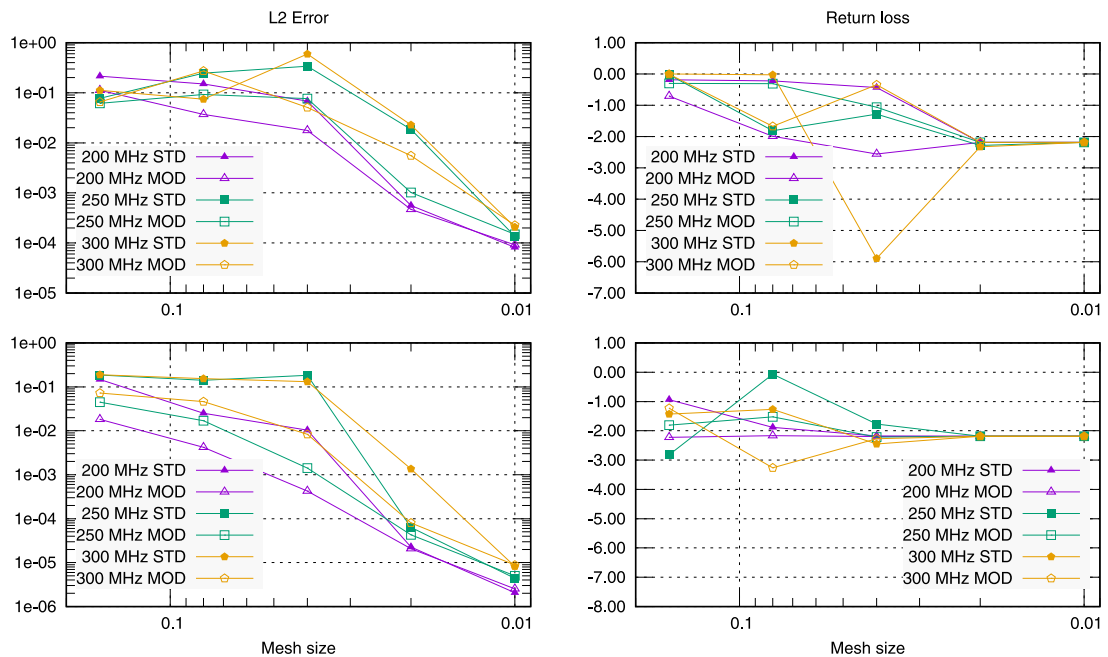 L2 Error
1e+00
1e-01
1e-02
1e-03
1e-04
1e-05
200 MHz STD
200 MHz MOD
250 MHz STD
250 MHz MOD
300 MHz STD
300 MHz MOD
0.1
0.01
Return loss
1.00
0.00
-1.00
-2.00
-3.00
-4.00
-5.00
-6.00
-7.00
200 MHz STD
200 MHz MOD
250 MHz STD
250 MHz MOD
300 MHz STD
300 MHz MOD
0.1
0.01
1e+00
1e-01
1e-02
1e-03
1e-04
1e-05
1e-06
200 MHz STD
200 MHz MOD
250 MHz STD
250 MHz MOD
300 MHz STD
300 MHz MOD
0.1
0.01
Mesh size
1.00
0.00
-1.00
-2.00
-3.00
-4.00
-5.00
-6.00
-7.00
-8.00
200 MHz STD
200 MHz MOD
250 MHz STD
250 MHz MOD
300 MHz STD
300 MHz MOD
0.1
0.01
Mesh size